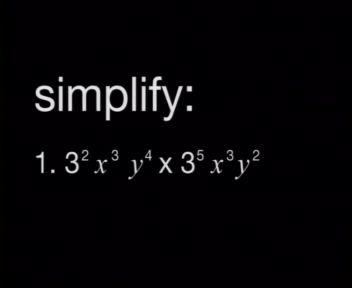 simplify:
1. 3² x³ y⁴ x 3⁵ x³y²